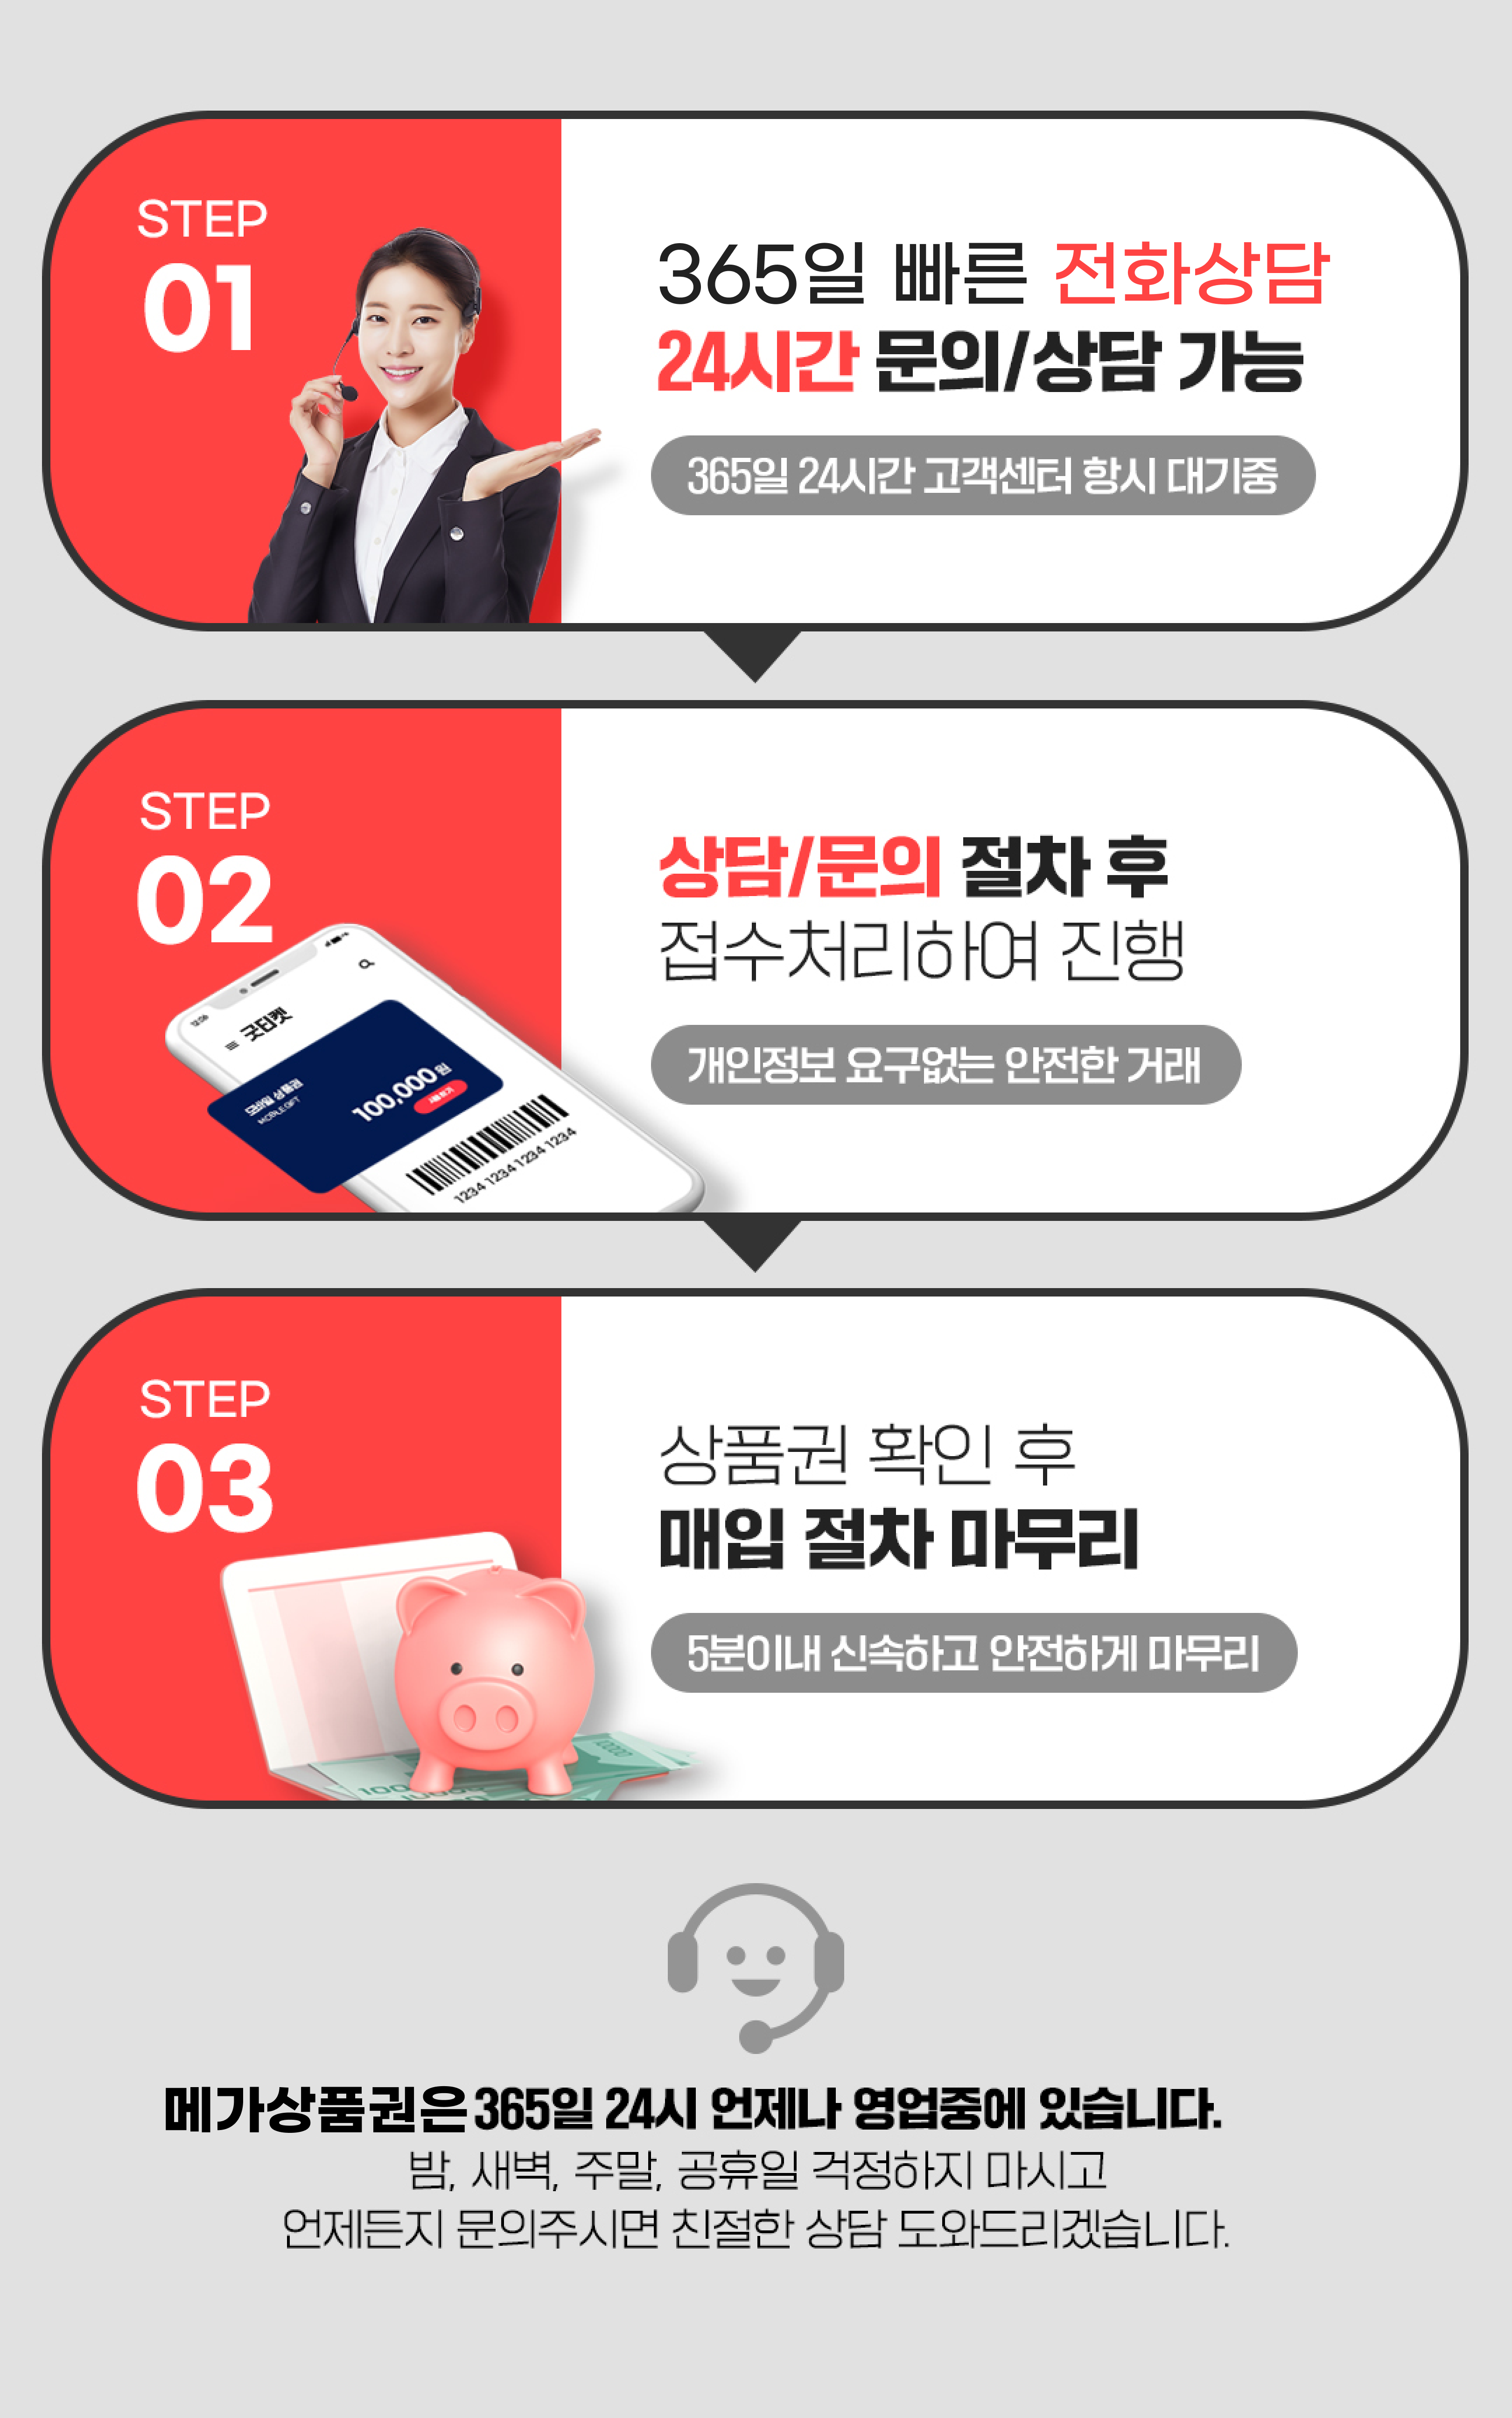 STEP
01
365일 빠른 전화상담
24시간 문의/상담 가능
365일 24시간 고객센터 항시 대기중
STEP
02
굿티켓
모바일 상품권
MOBILE GIFT
100,000 원
1234 1234 1234 1234
상담/문의 절차 후
접수처리하여 진행
개인정보 요구없는 안전한 거래
STEP
03
10000
상품권 확인 후
매입 절차 마무리
5분이내 신속하고 안전하게 마무리
메가상품권은 365일 24시 언제나 영업중에 있습니다.
밤, 새벽, 주말, 공휴일 걱정하지 마시고
언제든지 문의주시면 친절한 상담 도와드리겠습니다.